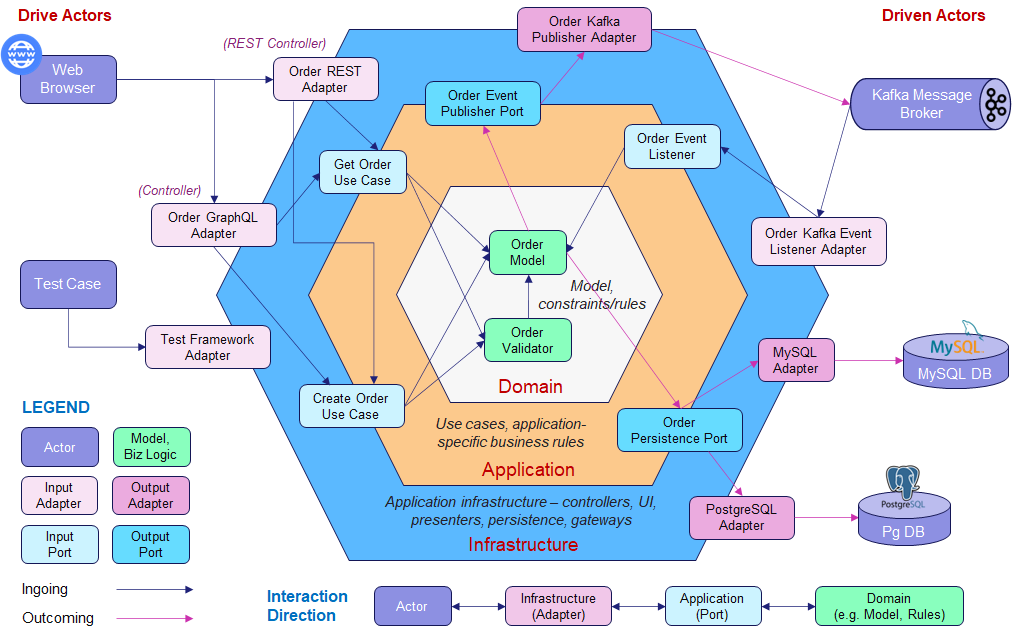 Drive Actors
Driven Actors
WWW
Web
Browser
(REST Controller)
Order REST
Adapter
Order Kafka
Publisher Adapter
Order Event
Publisher Port
Kafka Message
Broker
Order Event
Listener
Get Order
Use Case
(Controller)
Order GraphQL
Adapter
Order Kafka Event
Listener Adapter
Order
Model
Model,
constraints/rules
Test Case
Test Framework
Adapter
Order
Validator
Domain
MySQL
Adapter
MySQL
MySQL DB
Create Order
Use Case
Order
Persistence Port
Use cases, application-
specific business rules
Application
Application infrastructure – controllers, UI,
presenters, persistence, gateways
Infrastructure
PostgreSQL
Adapter
PostgreSQL
Pg DB
LEGEND
Actor
Model,
Biz Logic
Input
Adapter
Output
Adapter
Input
Port
Output
Port
Ingoing
Outcoming
Interaction
Direction
Actor
Infrastructure
(Adapter)
Application
(Port)
Domain
(e.g. Model, Rules)